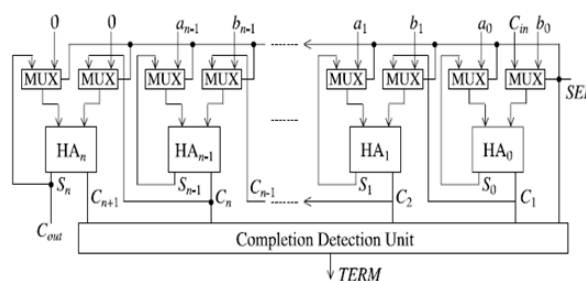 0 0 a_{n-1} b_{n-1} a_1 b_1 a_0 C_{in} b_0
MUX MUX MUX MUX MUX MUX MUX MUX
SEL
HA_n HA_{n-1} HA_1 HA_0
S_n C_{n+1} S_{n-1} C_n C_{n-1} S_1 C_2 S_0 C_1
C_{out}
Completion Detection Unit
TERM